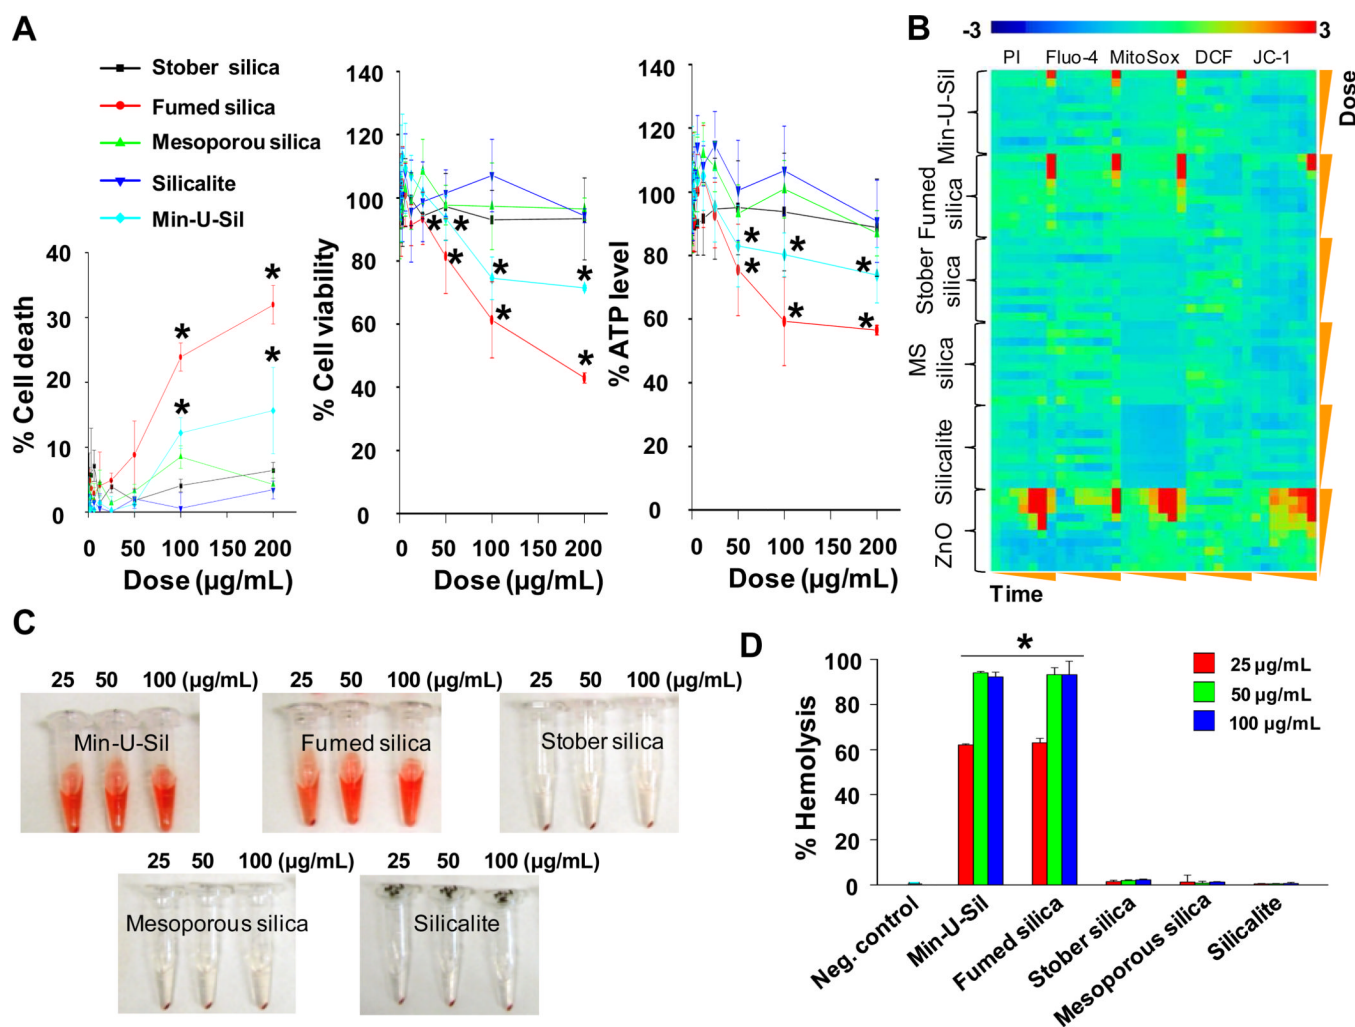 A
Stober silica
Fumed silica
Mesoporou silica
Silicalite
Min-U-Sil
% Cell death
40
30
20
10
0
0 50 100 150 200
Dose (µg/mL)
% Cell viability
140
120
100
80
60
40
20
0
0 50 100 150 200
Dose (µg/mL)
% ATP level
140
120
100
80
60
40
20
0
0 50 100 150 200
Dose (µg/mL)
* * * *
* * * * * * *
* * * * * *
B
-3 3
PI Fluo-4 MitoSox DCF JC-1
Dose
Min-U-Sil
Fumed
silica
Stober
silica
MS
silica
Silicalite
ZnO
Time
C
25 50 100 (µg/mL)
Min-U-Sil
25 50 100 (µg/mL)
Fumed silica
25 50 100 (µg/mL)
Stober silica
25 50 100 (µg/mL)
Mesoporous silica
25 50 100 (µg/mL)
Silicalite
D
% Hemolysis
100
80
60
40
20
0
*
25 µg/mL
50 µg/mL
100 µg/mL
Neg. control
Min-U-Sil
Fumed silica
Stober silica
Mesoporous silica
Silicalite